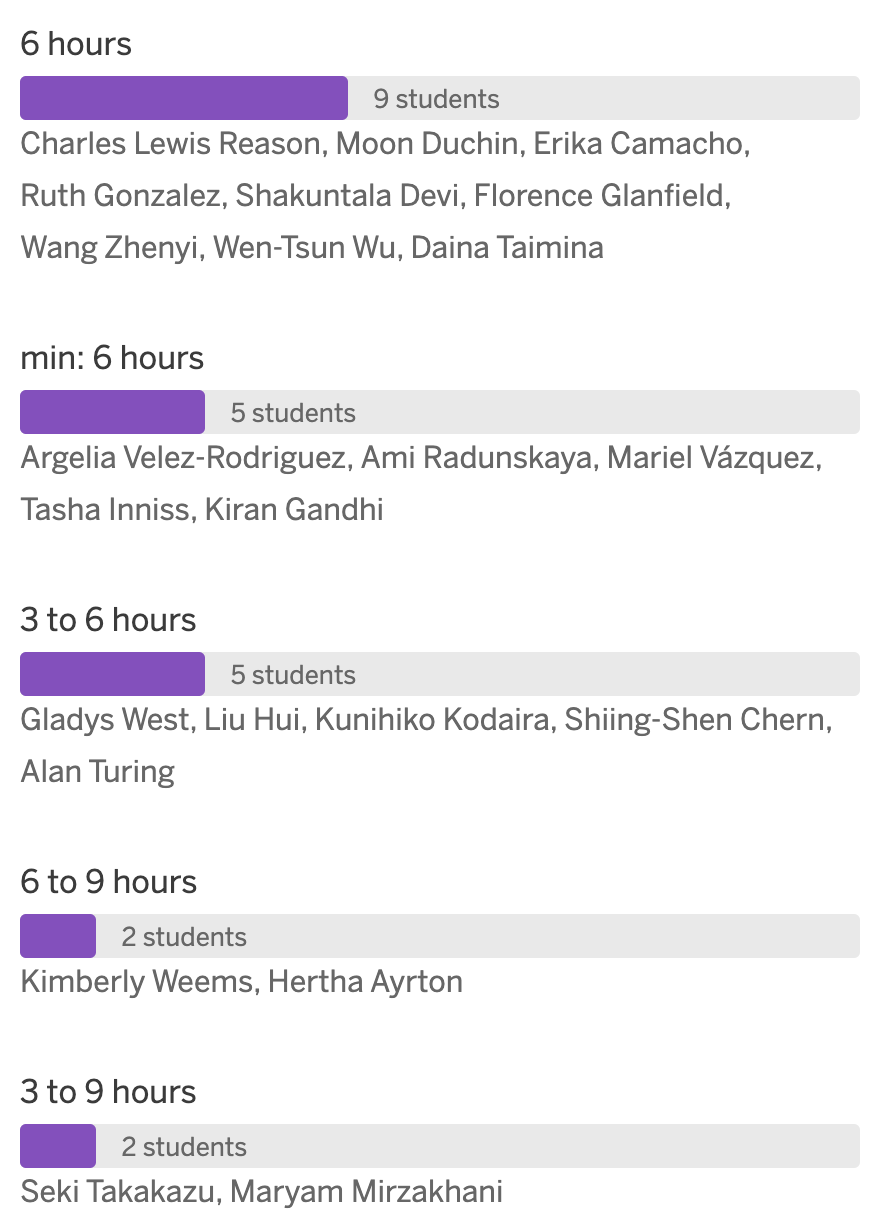 6 hours
9 students
Charles Lewis Reason, Moon Duchin, Erika Camacho,
Ruth Gonzalez, Shakuntala Devi, Florence Glanfield,
Wang Zhenyi, Wen-Tsun Wu, Daina Taimina
min: 6 hours
5 students
Argelia Velez-Rodriguez, Ami Radunskaya, Mariel Vázquez,
Tasha Inniss, Kiran Gandhi
3 to 6 hours
5 students
Gladys West, Liu Hui, Kunihiko Kodaira, Shiing-Shen Chern,
Alan Turing
6 to 9 hours
2 students
Kimberly Weems, Hertha Ayrton
3 to 9 hours
2 students
Seki Takakazu, Maryam Mirzakhani